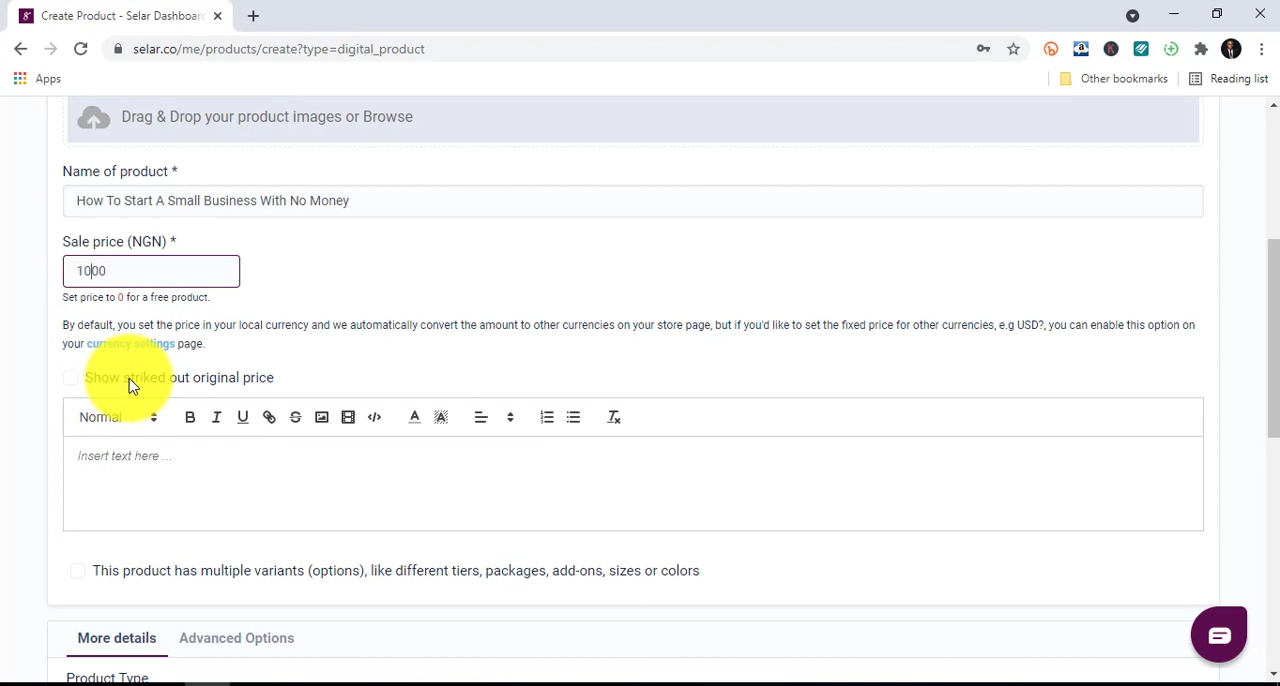 Create Product - Selar Dashboard
selar.co/me/products/create?type=digital_product
Apps
Other bookmarks
Reading list
Drag & Drop your product images or Browse
Name of product *
How To Start A Small Business With No Money
Sale price (NGN) *
1000
Set price to 0 for a free product.
By default, you set the price in your local currency and we automatically convert the amount to other currencies on your store page, but if you'd like to set the fixed price for other currencies, e.g USD?, you can enable this option on
your currency settings page.
Show striked out original price
Normal
B I U S A A
Insert text here ...
This product has multiple variants (options), like different tiers, packages, add-ons, sizes or colors
More details Advanced Options
Product Type